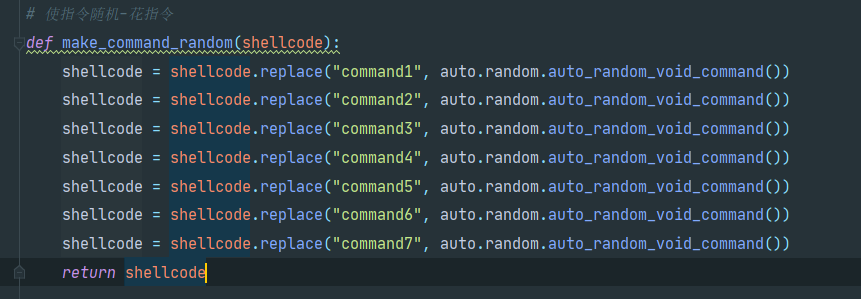 # 使指令随机-花指令
def make_command_random(shellcode):
shellcode = shellcode.replace("command1", auto.random.auto_random_void_command())
shellcode = shellcode.replace("command2", auto.random.auto_random_void_command())
shellcode = shellcode.replace("command3", auto.random.auto_random_void_command())
shellcode = shellcode.replace("command4", auto.random.auto_random_void_command())
shellcode = shellcode.replace("command5", auto.random.auto_random_void_command())
shellcode = shellcode.replace("command6", auto.random.auto_random_void_command())
shellcode = shellcode.replace("command7", auto.random.auto_random_void_command())
return shellcode